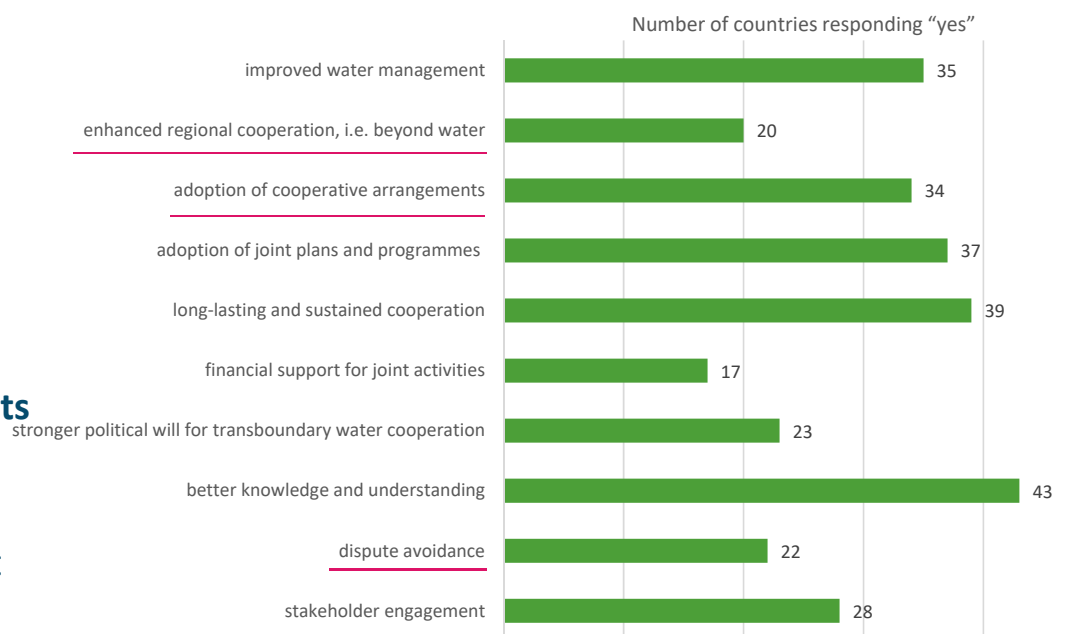 Number of countries responding “yes”
improved water management 35
enhanced regional cooperation, i.e. beyond water 20
adoption of cooperative arrangements 34
adoption of joint plans and programmes 37
long-lasting and sustained cooperation 39
financial support for joint activities 17
ts
stronger political will for transboundary water cooperation 23
better knowledge and understanding 43
dispute avoidance 22
stakeholder engagement 28